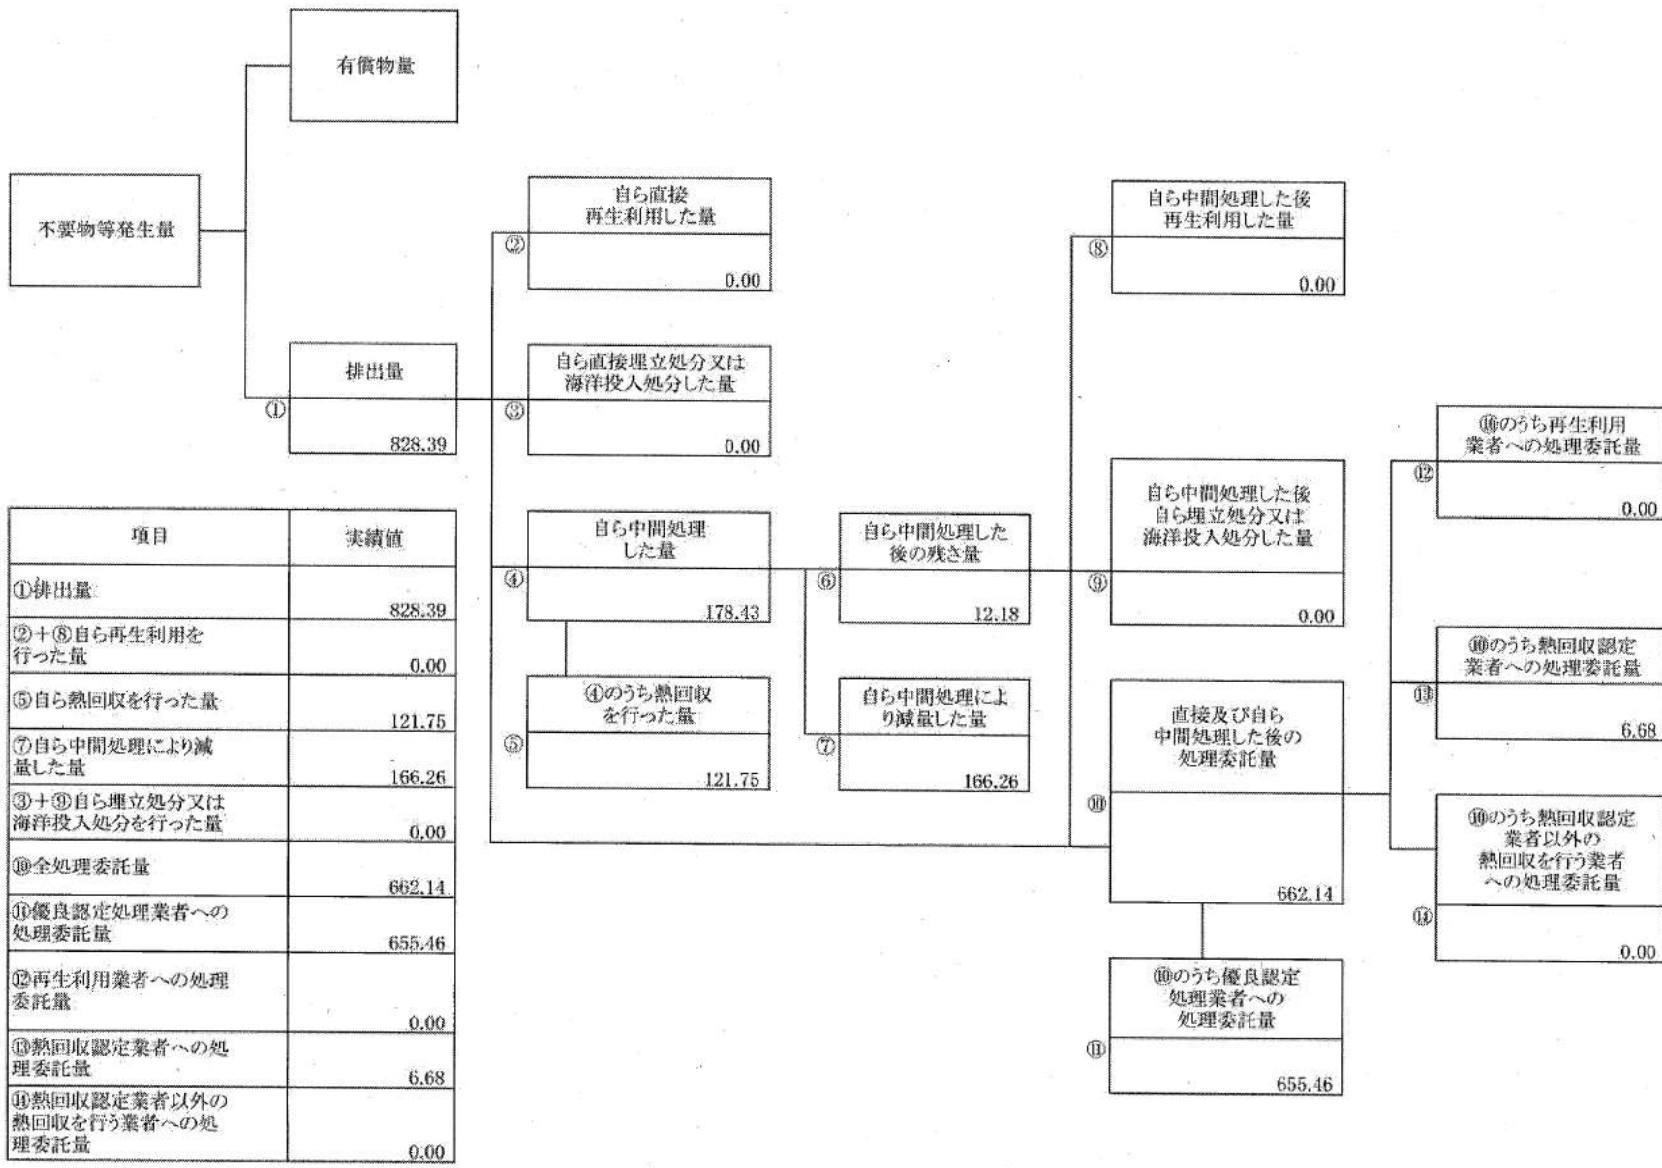 有償物量
不要物等発生量
排出量
①
828.39
自ら直接
再生利用した量
②
0.00
自ら直接埋立処分又は
海洋投入処分した量
③
0.00
自ら中間処理
した量
④
178.43
④のうち熱回収
を行った量
⑤
121.75
自ら中間処理した
後の残さ量
⑥
12.18
自ら中間処理によ
り減量した量
⑦
166.26
自ら中間処理した後
再生利用した量
⑧
0.00
自ら中間処理した後
自ら埋立処分又は
海洋投入処分した量
⑨
0.00
直接及び自ら
中間処理した後の
処理委託量
⑩
662.14
⑩のうち優良認定
処理業者への
処理委託量
⑪
655.46
⑩のうち再生利用
業者への処理委託量
⑫
0.00
⑩のうち熱回収認定
業者への処理委託量
⑬
6.68
⑩のうち熱回収認定
業者以外の
熱回収を行う業者
への処理委託量
⑭
0.00
項目 実績値
①排出量
828.39
②+⑧自ら再生利用を
行った量
0.00
⑤自ら熱回収を行った量
121.75
⑦自ら中間処理により減
量した量
166.26
③+⑨自ら埋立処分又は
海洋投入処分を行った量
0.00
⑩全処理委託量
662.14
⑪優良認定処理業者への
処理委託量
655.46
⑫再生利用業者への処理
委託量
0.00
⑬熱回収認定業者への処
理委託量
6.68
⑭熱回収認定業者以外の
熱回収を行う業者への処
理委託量
0.00